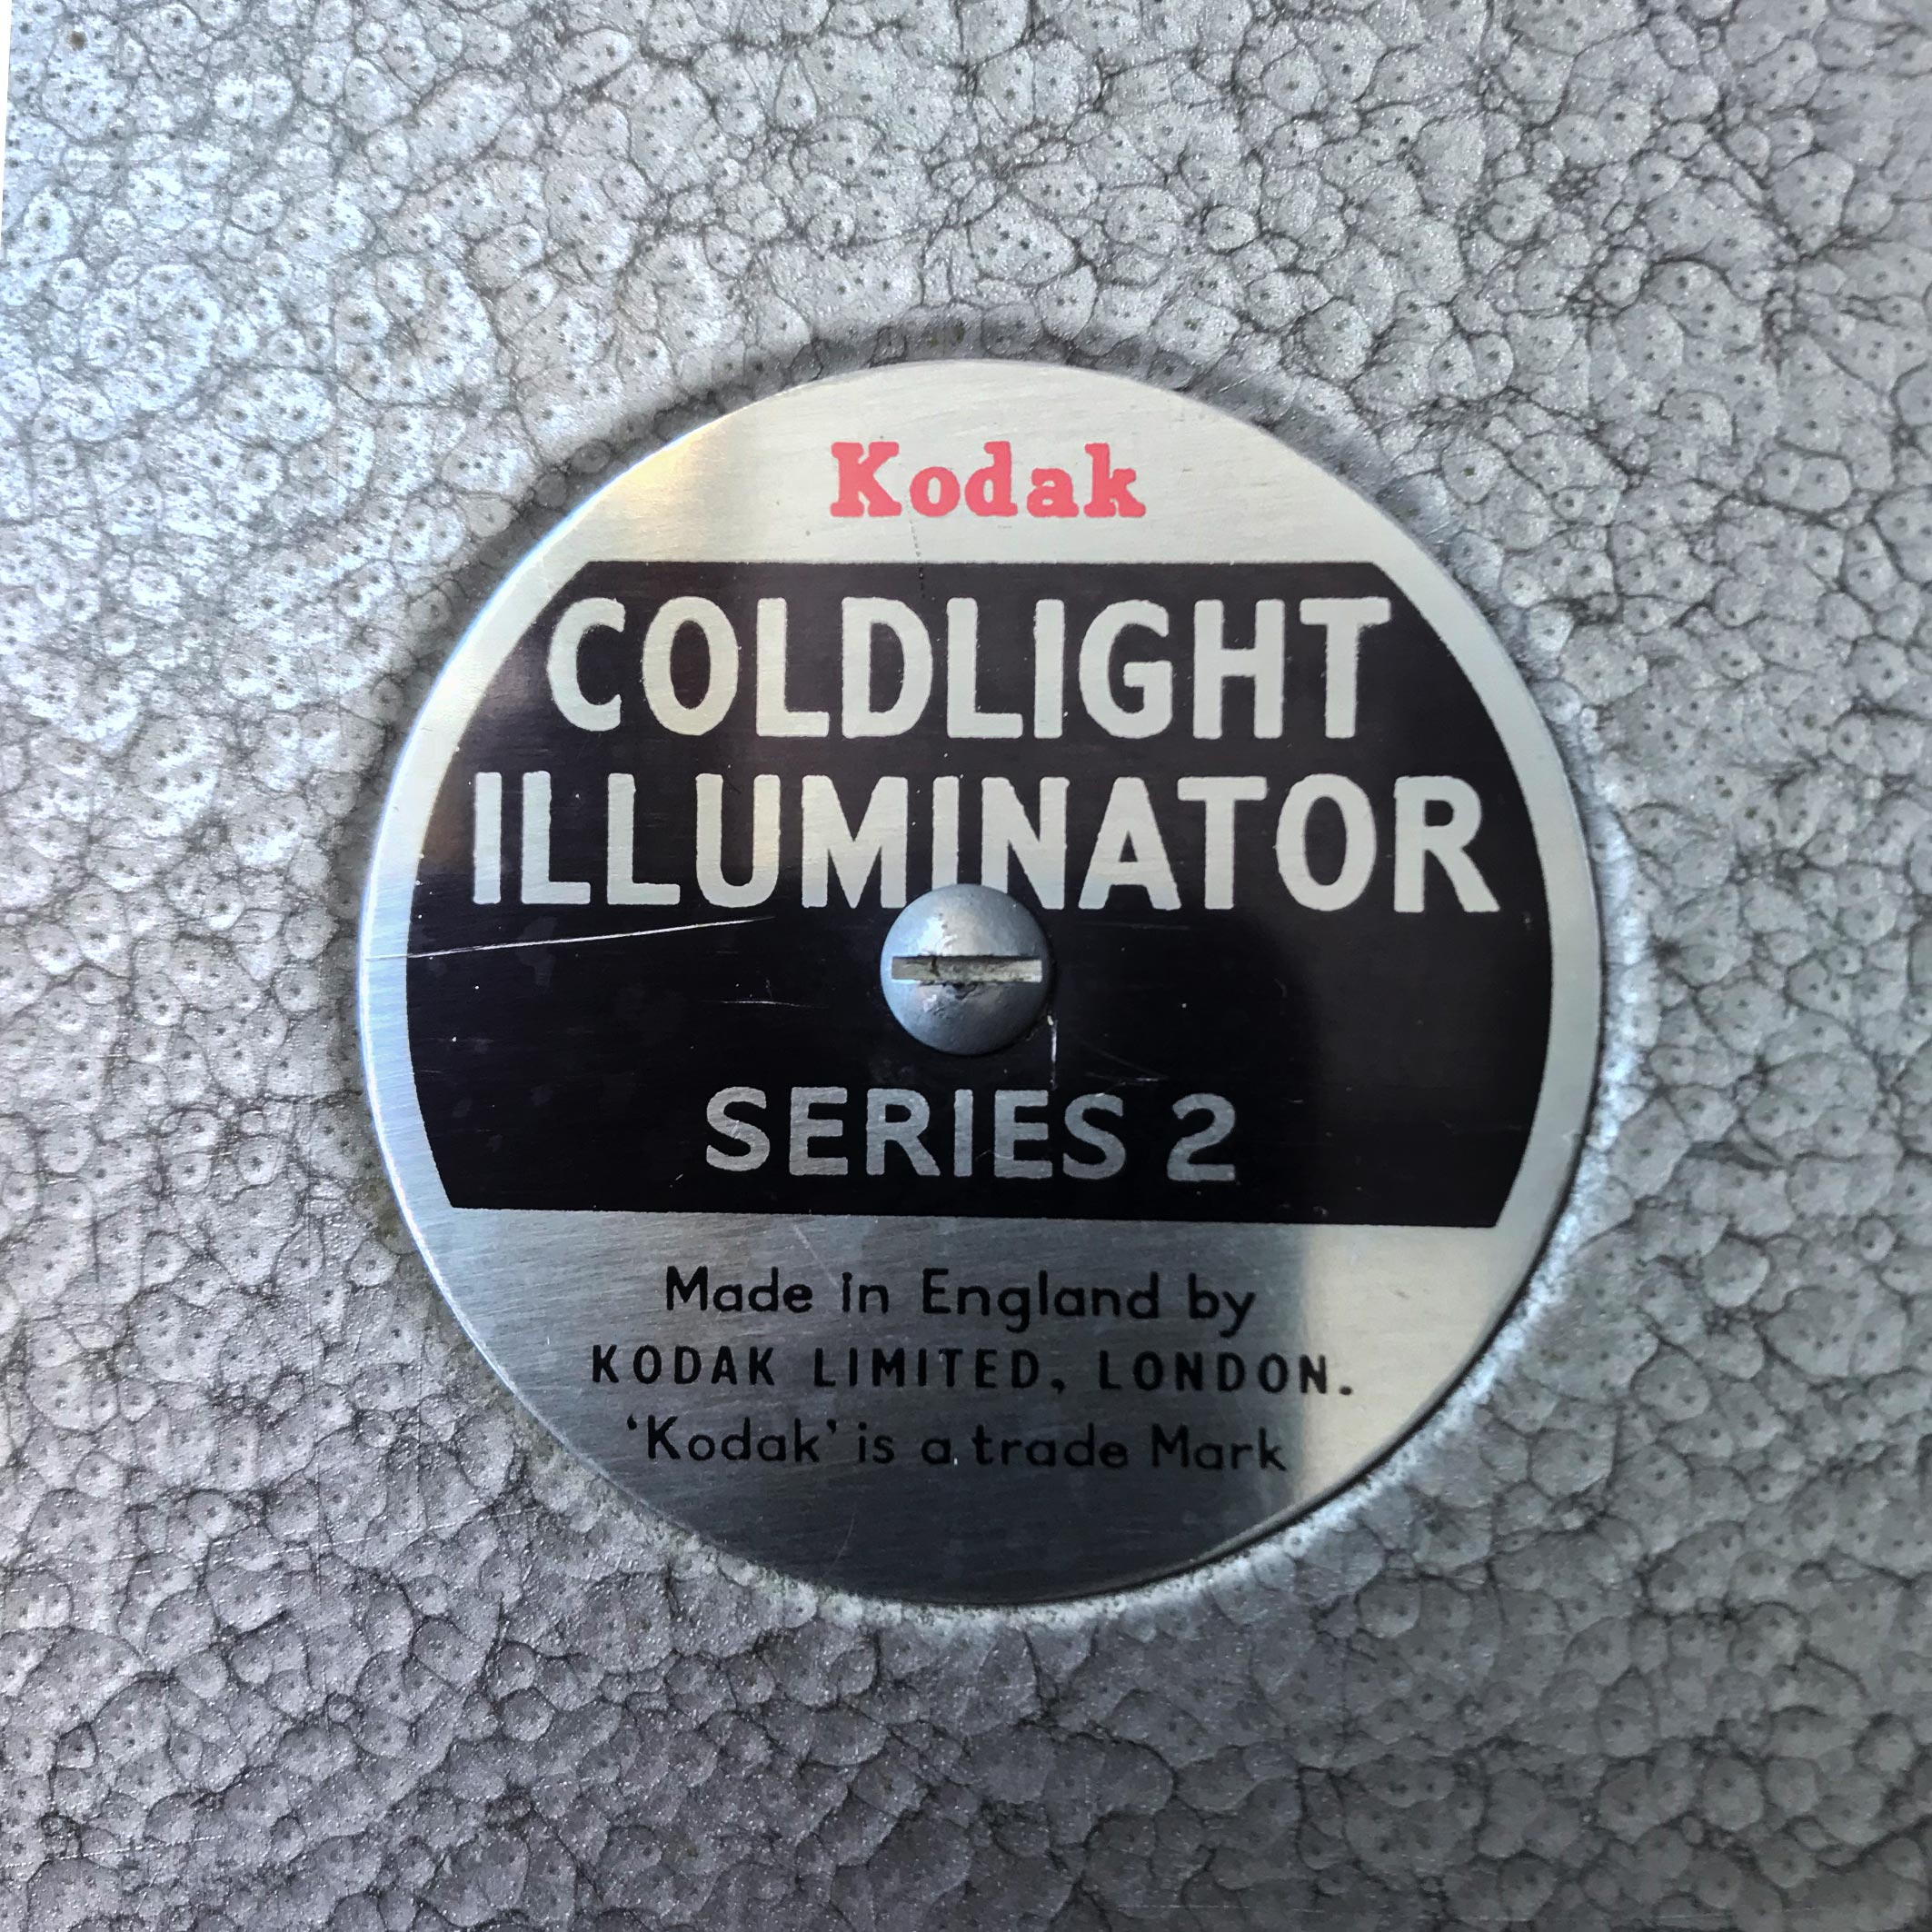 Kodak
COLDLIGHT
ILLUMINATOR
SERIES 2
Made in England by
KODAK LIMITED, LONDON.
‘Kodak’ is a trade Mark